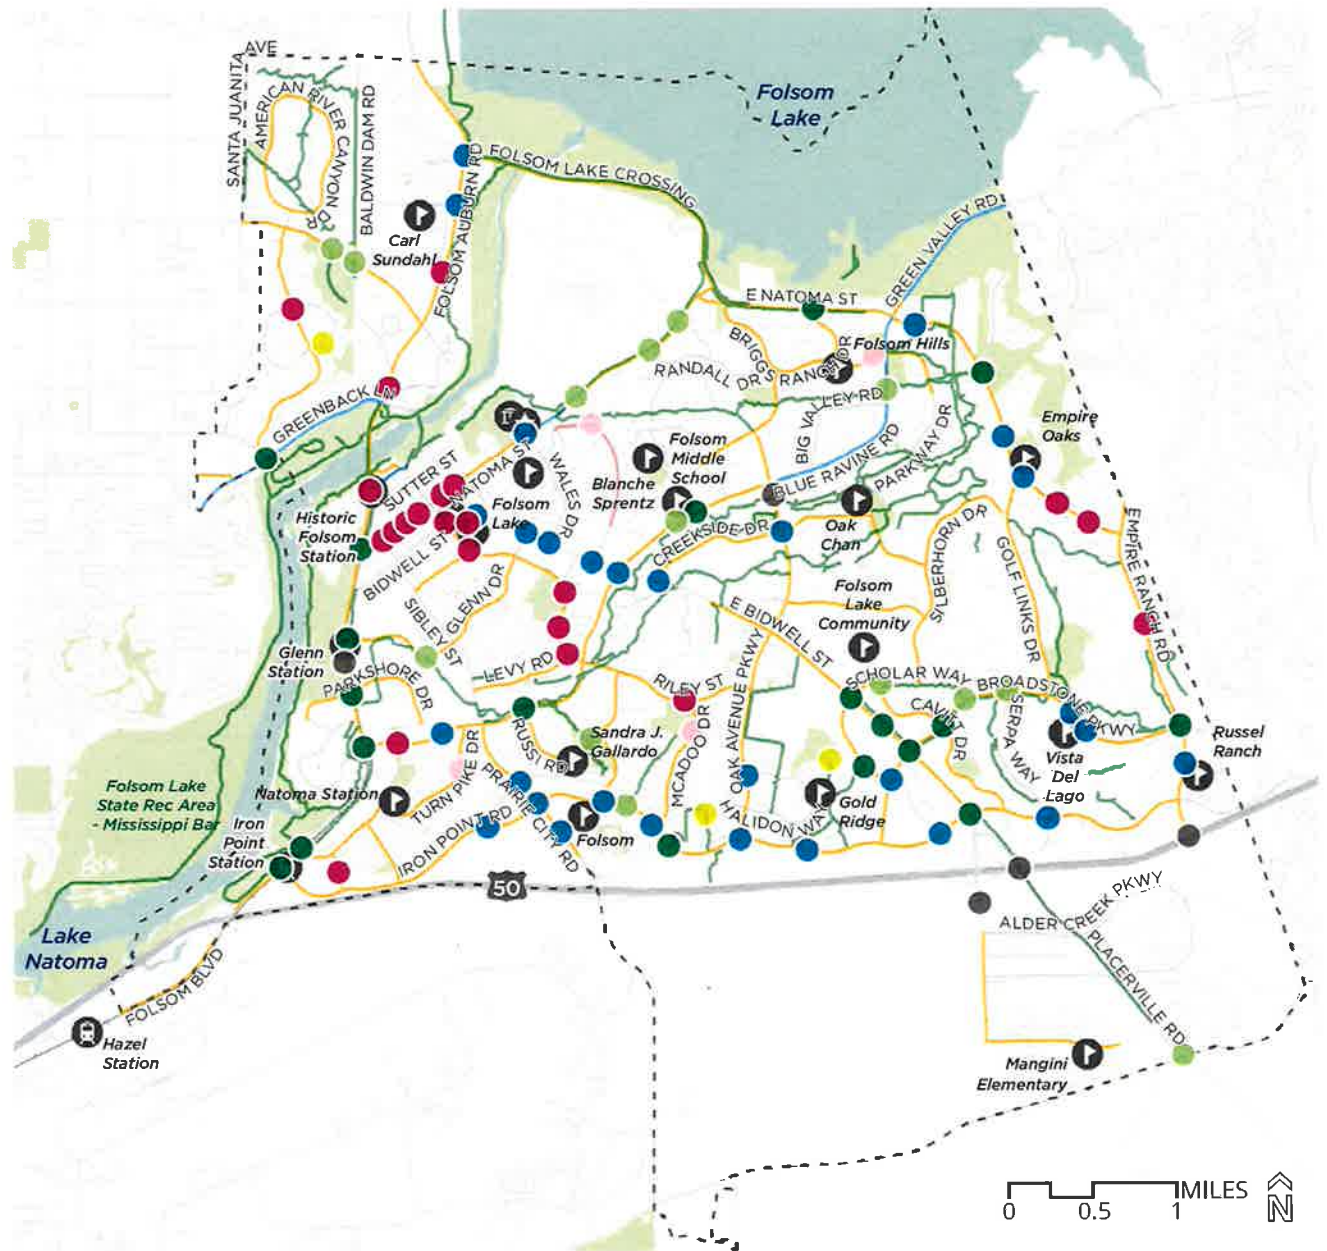 AVE
SANTA JUANITA
AMERICAN RIVER CANYON DR
BALDWIN DAM RD
Folsom
Lake
FOLSOM LAKE CROSSING
FOLSOM AUBURN RD
Carl
Sundahl
GREEN VALLEY RD
E NATOMA ST
BRIGGS RANCH DR
Folsom Hills
RANDALL DR
GREENBACK LN
BIG VALLEY RD
Empire
Oaks
PARKWAY DR
BLUE RAVINE RD
SUTTER ST
NATOMA ST
WALES DR
Folsom
Middle
School
Blanche
Sprentz
Folsom
Lake
Historic
Folsom
Station
CREEKSIDE DR
Oak
Chan
EMPIRE RANCH RD
BIDWELL ST
SILBERHORN DR
GOLF LINKS DR
Folsom
Lake
Community
SIBLEY ST
GLENN DR
E BIDWELL ST
Glenn
Station
LEVY RD
PARKSHORE DR
RILEY ST
OAK AVENUE PKWY
SCHOLAR WAY
BROADSTONE PKWY
CAVITT DR
SERPA WAY
RUSSI RD
Sandra J.
Gallardo
MCADOO DR
Russel
Ranch
Vista
Del
Lago
Folsom Lake
State Rec Area
- Mississippi Bar
Natoma Station
TURN PIKE DR
PRAIRIE CITY RD
Gold
Ridge
HALIDON WAY
Iron
Point
Station
IRON POINT RD
Folsom
50
Lake
Natoma
ALDER CREEK PKWY
PLACERVILLE RD
FOLSOM BLVD
Hazel
Station
Mangini
Elementary
MILES
0 0.5 1
N